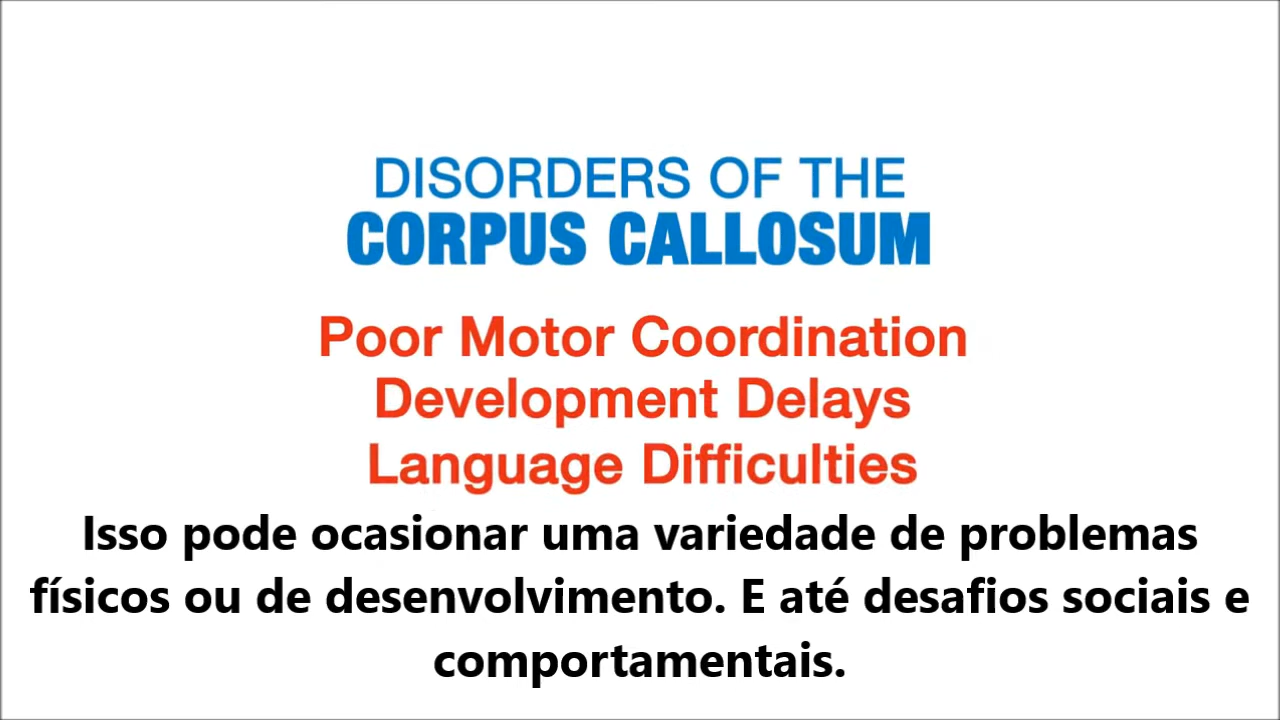 DISORDERS OF THE
CORPUS CALLOSUM
Poor Motor Coordination
Development Delays
Language Difficulties
Isso pode ocasionar uma variedade de problemas
físicos ou de desenvolvimento. E até desafios sociais e
comportamentais.